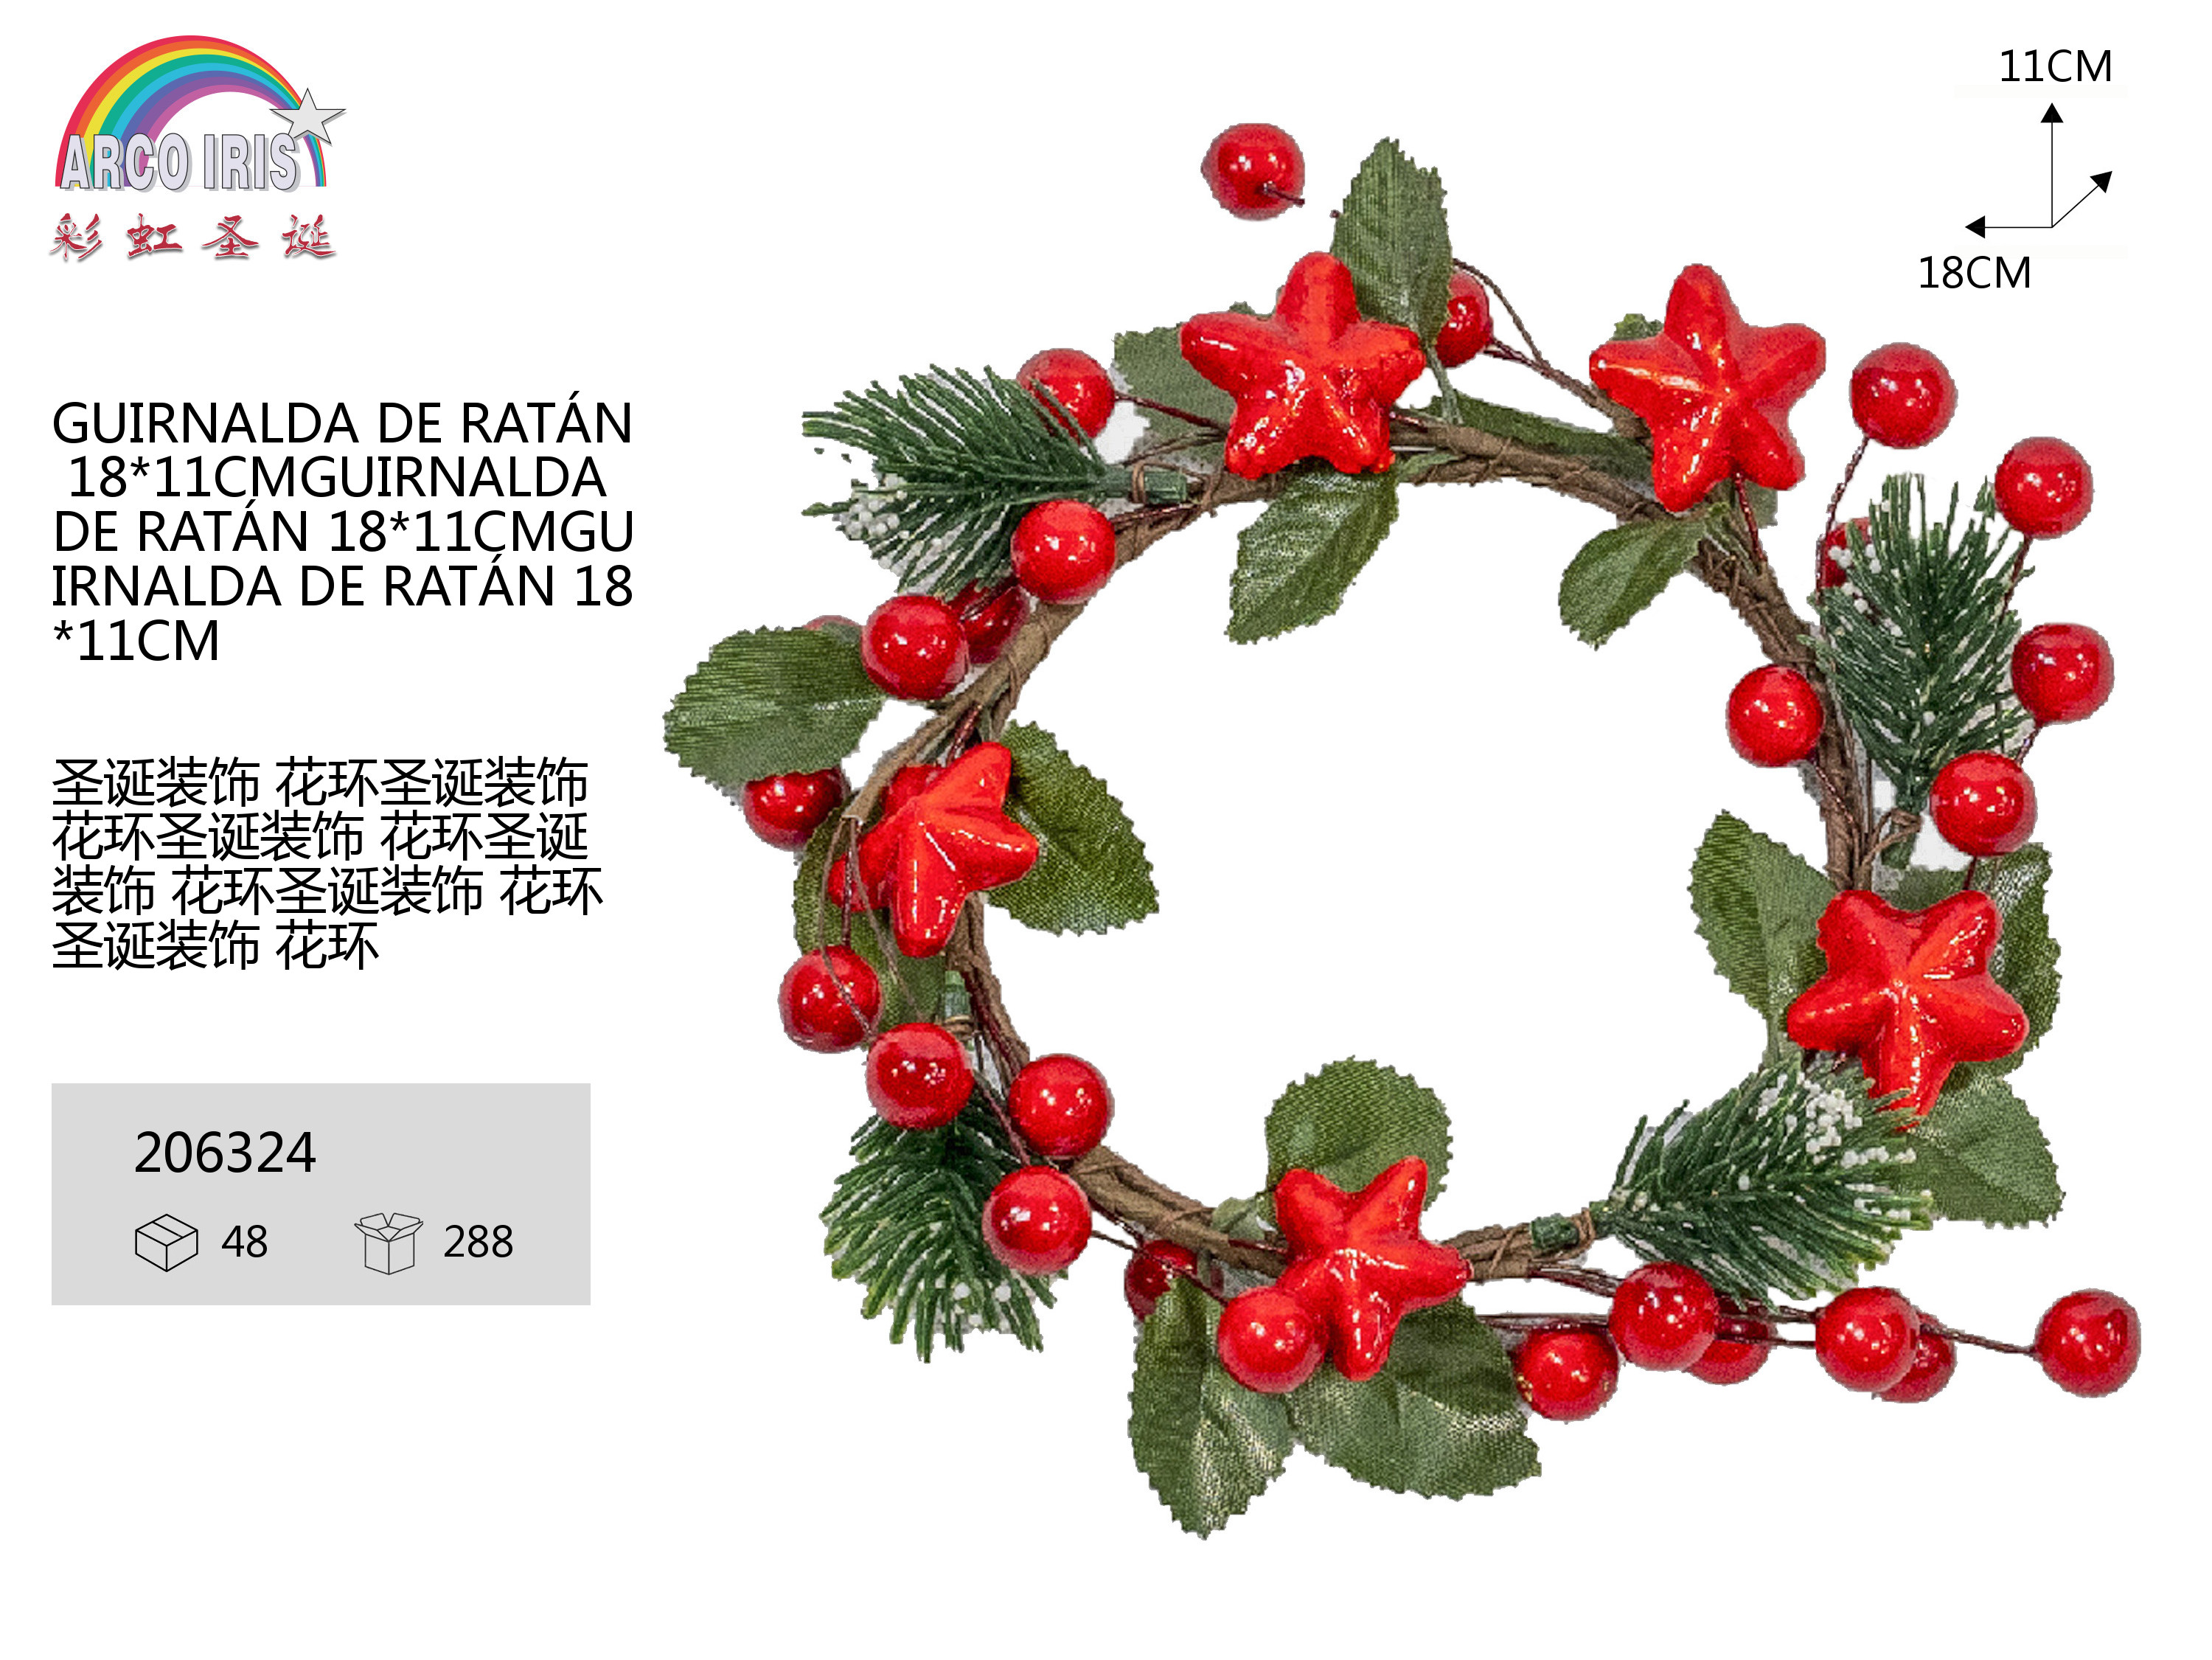 ARCO IRIS
彩虹圣诞
11CM
18CM
GUIRNALDA DE RATÁN
18*11CMGUIRNALDA
DE RATÁN 18*11CMGU
IRNALDA DE RATÁN 18
*11CM
圣诞装饰 花环圣诞装饰
花环圣诞装饰 花环圣诞
装饰 花环圣诞装饰 花环
圣诞装饰 花环
206324
48 288